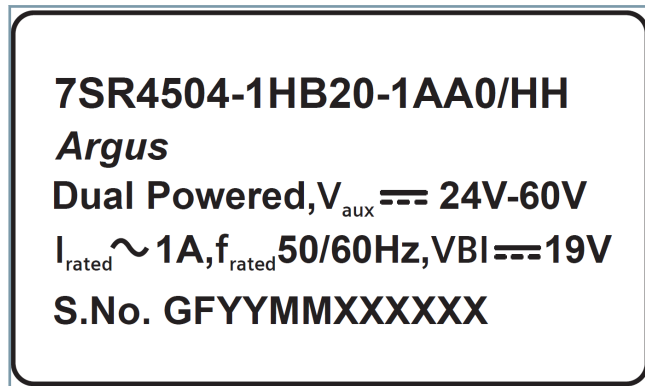 7SR4504-1HB20-1AA0/HH
Argus
Dual Powered,Vaux⎓ 24V-60V
Irated∿1A,frated50/60Hz,VBI⎓19V
S.No. GFYYMMXXXXXX